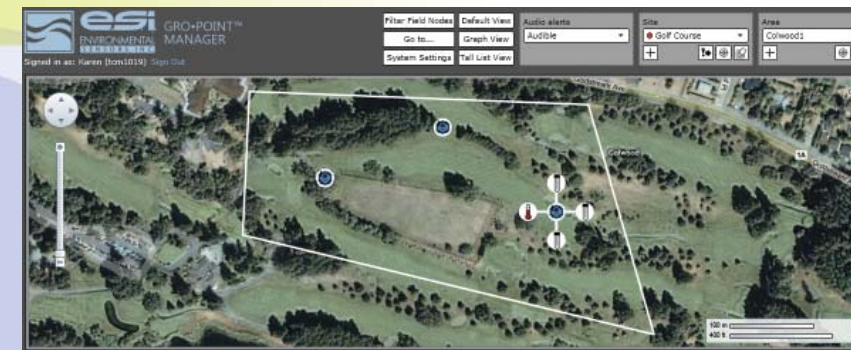 esi
GRO•POINT™
MANAGER
ENVIRONMENTAL
SENSORS INC
Signed in as: Karen (tcm1019) Sign Out
Filter Field Nodes
Default View
Go to...
Graph View
System Settings
Tall List View
Audio alerts
Audible
Site
Golf Course
Area
Colwood1
Colwood
1A
100 m
400 ft